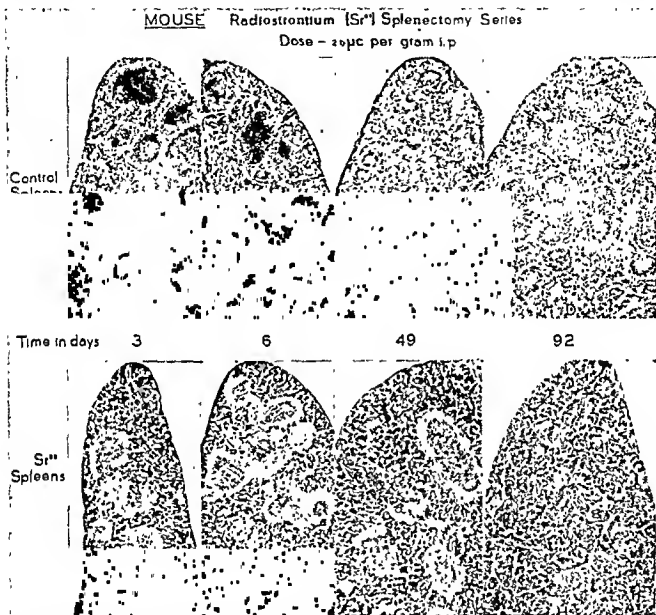 MOUSE Radiostrontium (Sr⁸⁹) Splenectomy Series
Dose – 20μc per gram i.p
Control
Spleens
Time in days 3 6 49 92
Sr⁸⁹
Spleens